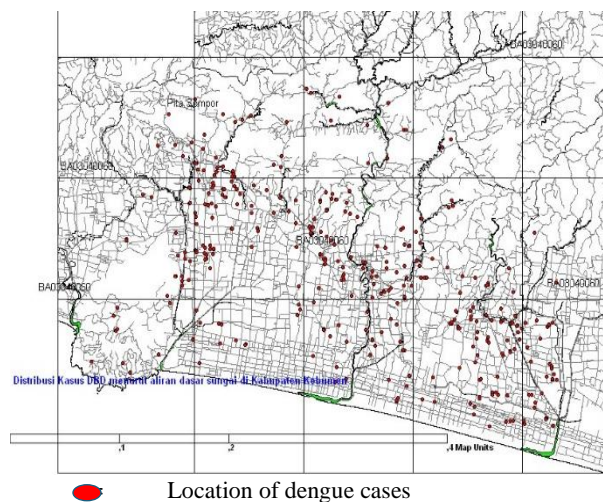 BA03040060
Pita Sempor
BA03040060
BA03040060
BA03040060
BA03040060
Distribusi Kasus DBD menurut aliran dasar sungai di Kabupaten Kebumen
,1
,2
,4 Map Units
Location of dengue cases